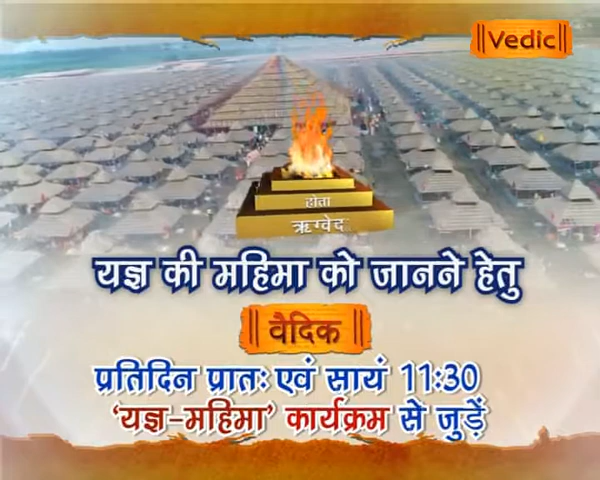 ||Vedic||
होता
ऋग्वेद
यज्ञ की महिमा को जानने हेतु
|| वैदिक ||
प्रतिदिन प्रातः एवं सायं 11:30
‘यज्ञ-महिमा’ कार्यक्रम से जुड़ें